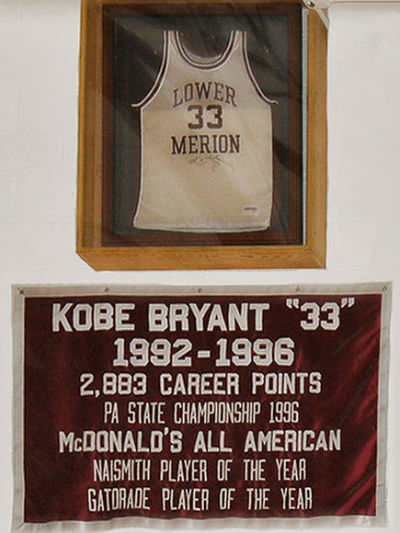 LOWER
33
MERION
KOBE BRYANT "33"
1992-1996
2,883 CAREER POINTS
PA STATE CHAMPIONSHIP 1996
McDONALD'S ALL AMERICAN
NAISMITH PLAYER OF THE YEAR
GATORADE PLAYER OF THE YEAR